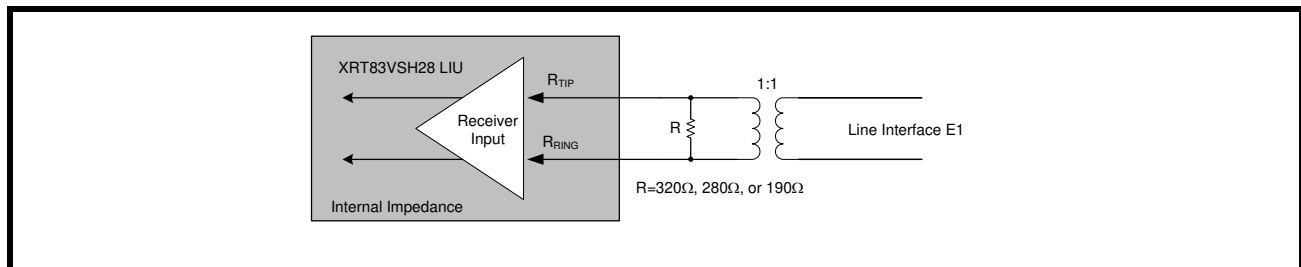 XRT83VSH28 LIU
RTIP
1:1
Receiver
Input
R
RRING
Line Interface E1
R=320Ω, 280Ω, or 190Ω
Internal Impedance